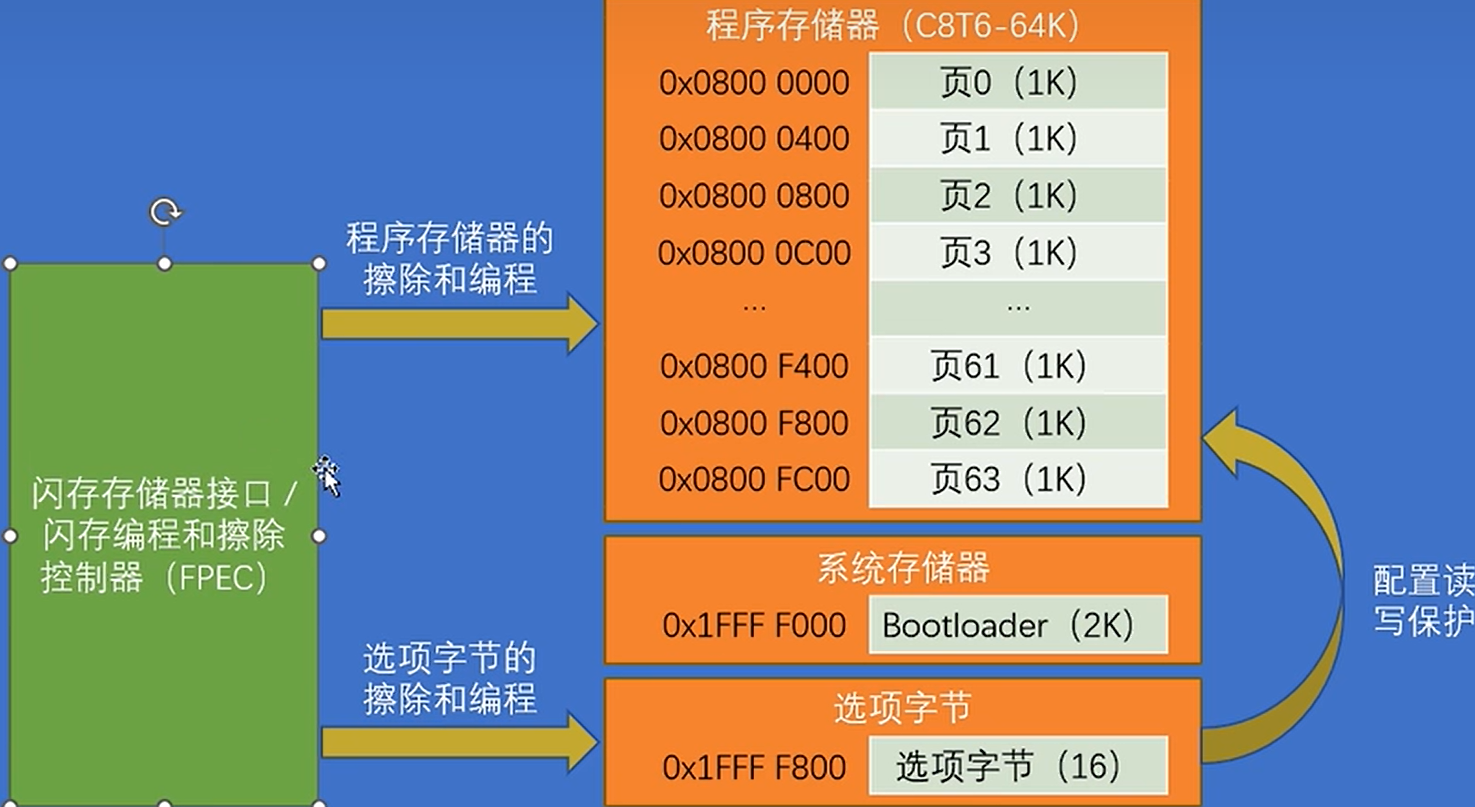 程序存储器（C8T6-64K）
0x0800 0000 页0（1K）
0x0800 0400 页1（1K）
0x0800 0800 页2（1K）
0x0800 0C00 页3（1K）
... ...
0x0800 F400 页61（1K）
0x0800 F800 页62（1K）
0x0800 FC00 页63（1K）
程序存储器的
擦除和编程
闪存存储器接口 /
闪存编程和擦除
控制器（FPEC）
系统存储器
0x1FFF F000 Bootloader（2K）
配置读
写保护
选项字节的
擦除和编程
选项字节
0x1FFF F800 选项字节（16）